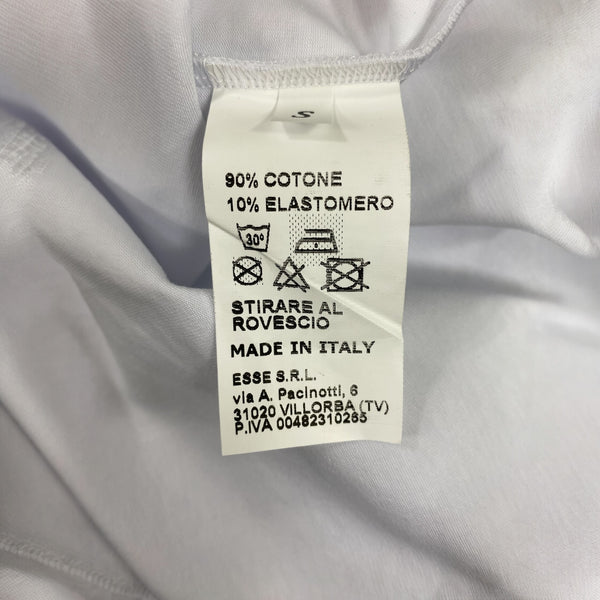 S
90% COTONE
10% ELASTOMERO
30°
STIRARE AL
ROVESCIO
MADE IN ITALY
ESSE S.R.L.
via A. Pacinotti, 6
31020 VILLORBA (TV)
P.IVA 00482310265